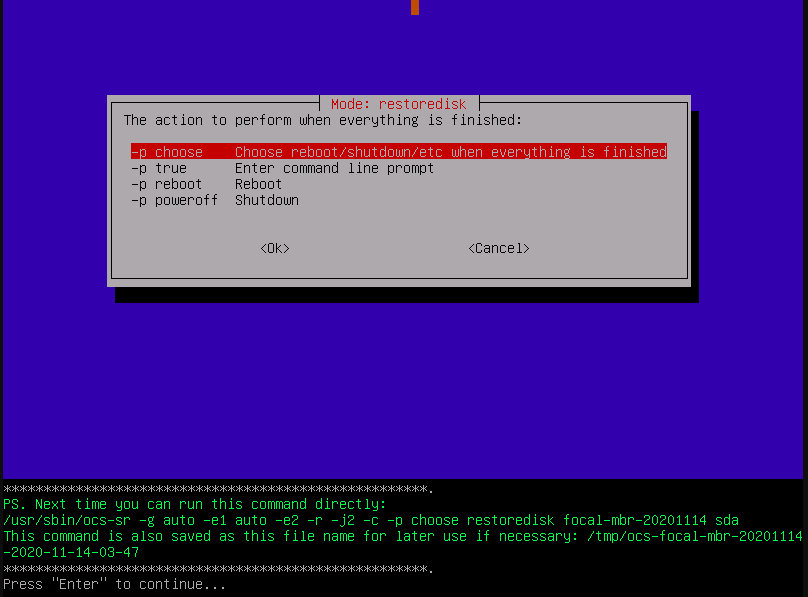 Mode: restoredisk
The action to perform when everything is finished:
-p choose    Choose reboot/shutdown/etc when everything is finished
-p true      Enter command line prompt
-p reboot    Reboot
-p poweroff  Shutdown
<Ok>                       <Cancel>
*****************************************************.
PS. Next time you can run this command directly:
/usr/sbin/ocs-sr -g auto -e1 auto -e2 -r -j2 -c -p choose restoredisk focal-mbr-20201114 sda
This command is also saved as this file name for later use if necessary: /tmp/ocs-focal-mbr-20201114
-2020-11-14-03-47
*****************************************************.
Press "Enter" to continue...